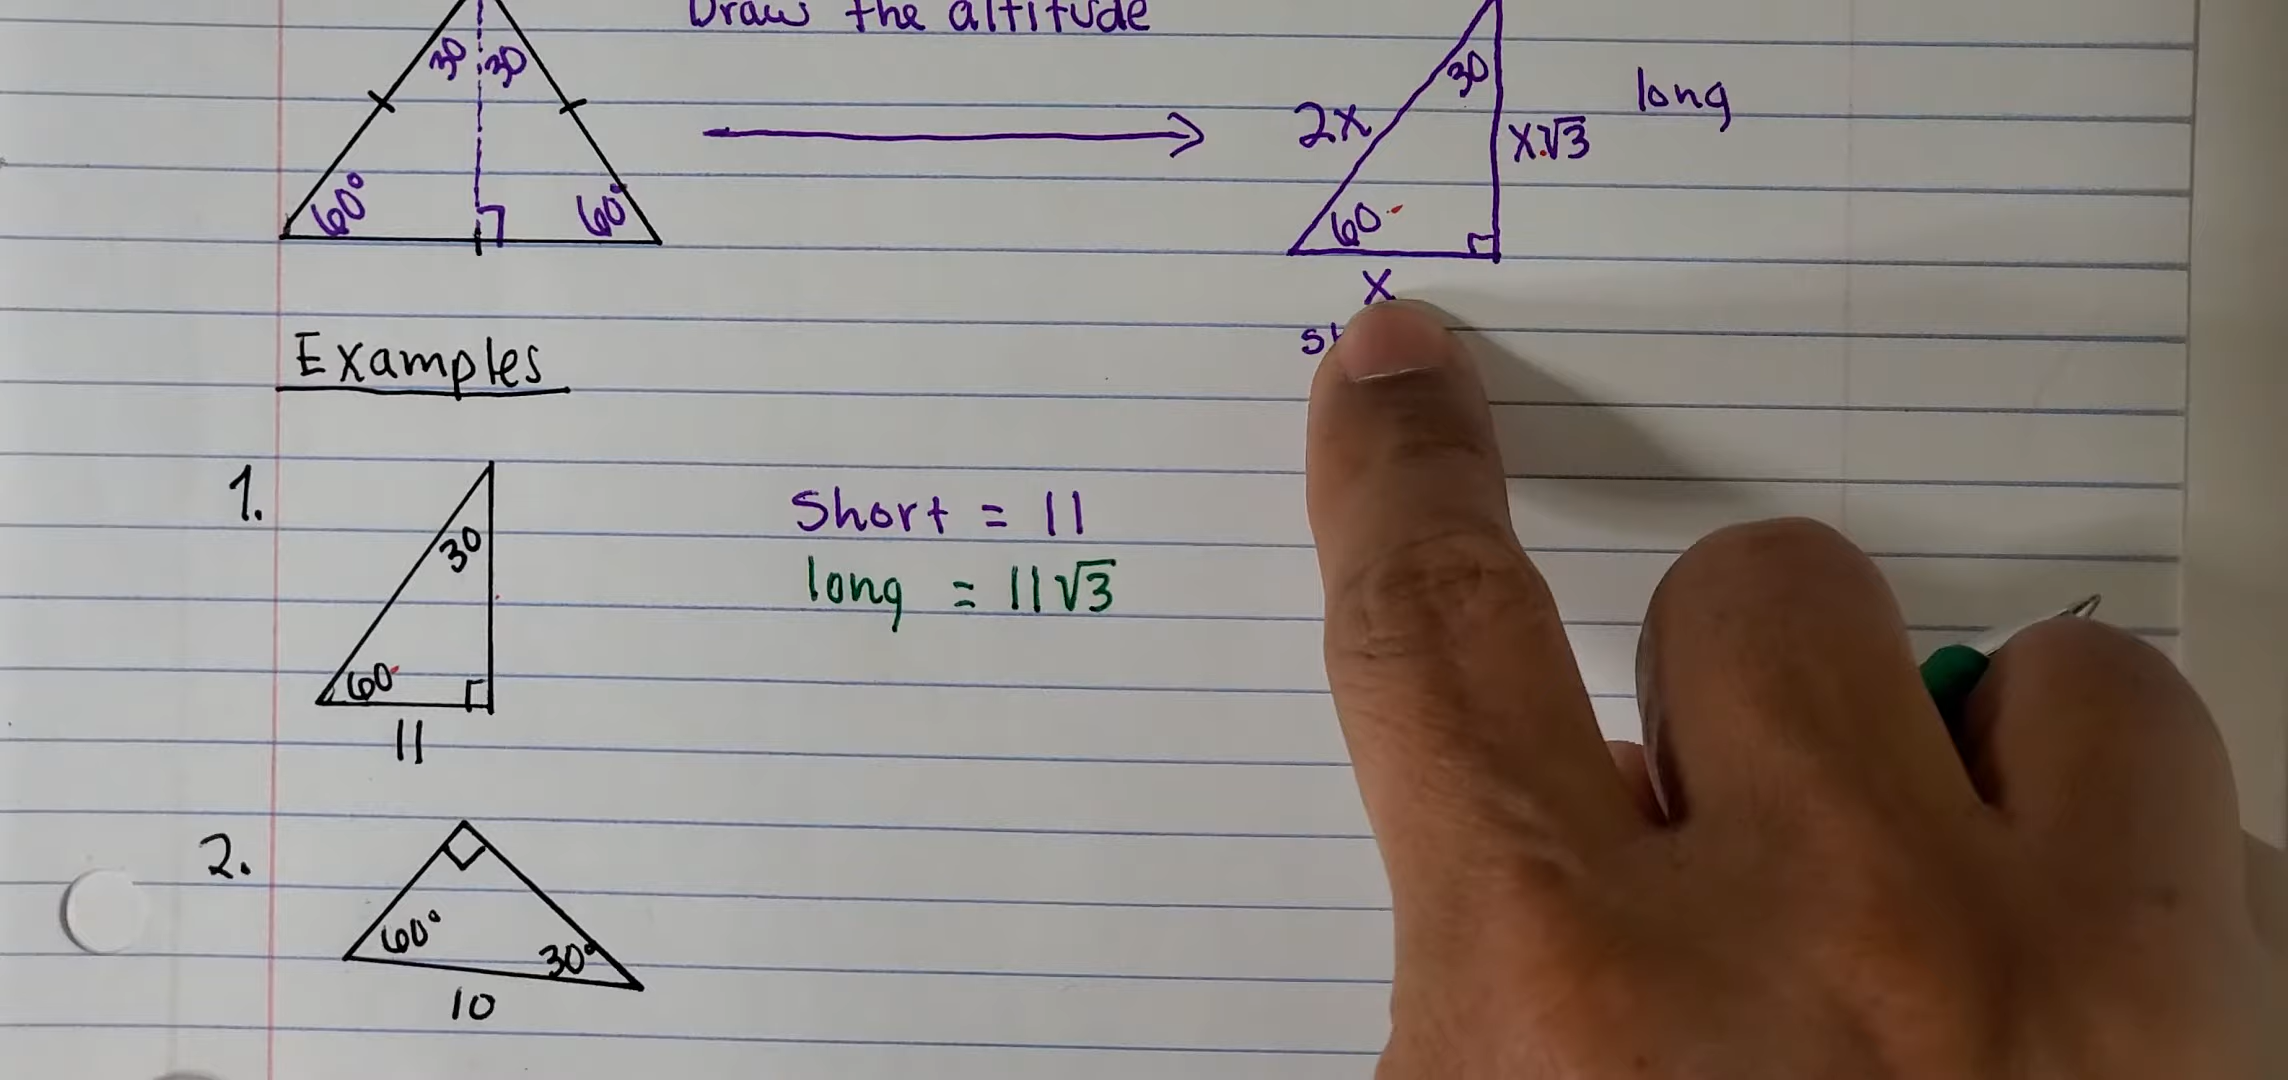 Draw the altitude
30 30
60° 60°
30
2x
x√3
long
60
x
Examples
1.
30
60
11
Short = 11
long = 11√3
2.
60°
30°
10